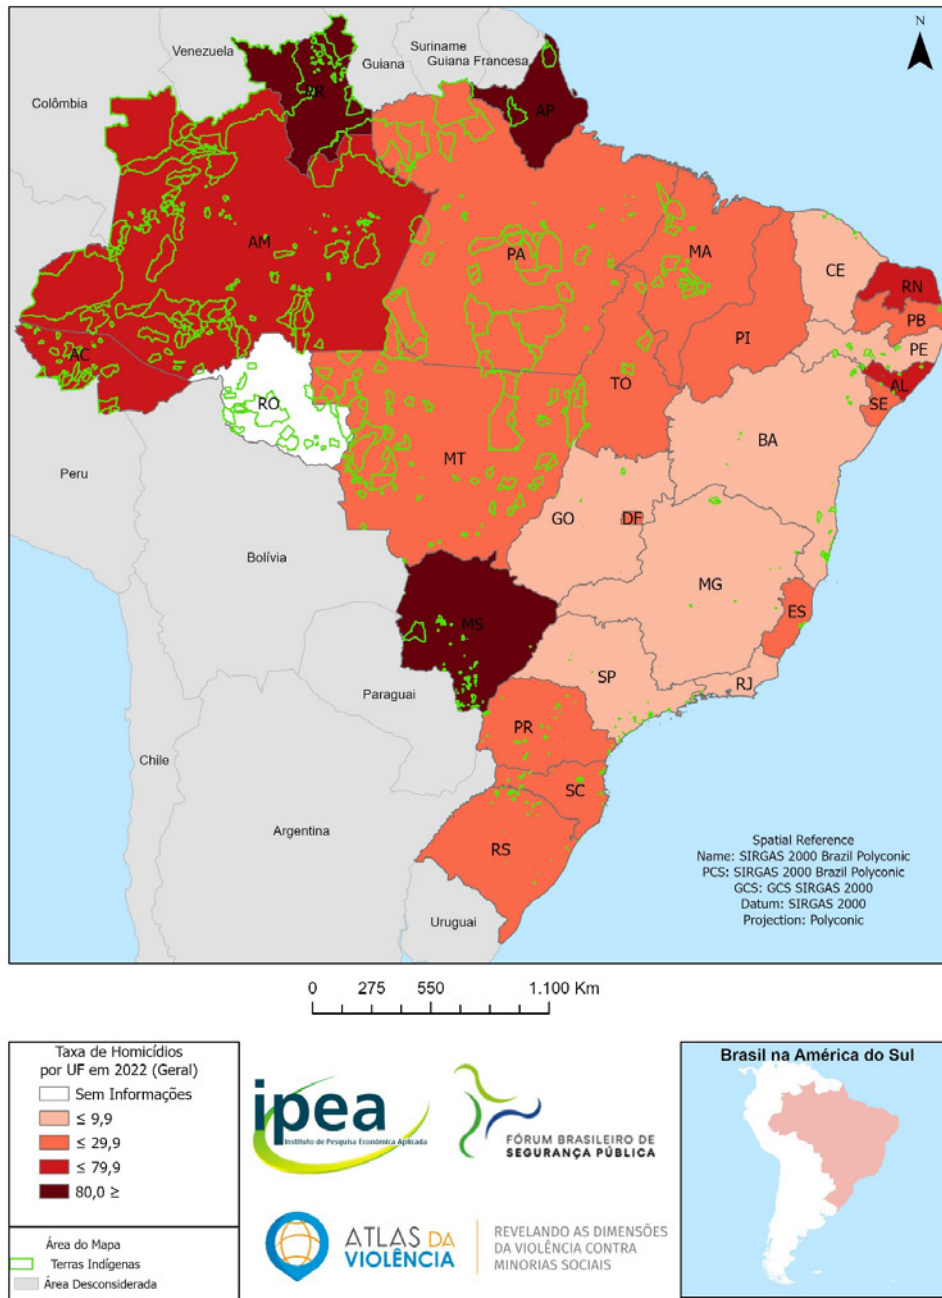 N
Venezuela
Suriname
Guiana
Guiana Francesa
Colômbia
RR
AP
AM
PA
MA
CE
RN
PB
PE
AL
SE
PI
AC
TO
RO
BA
MT
Peru
GO
DF
Bolívia
MG
ES
MS
SP
RJ
Paraguai
PR
Chile
SC
Argentina
RS
Uruguai
Spatial Reference
Name: SIRGAS 2000 Brazil Polyconic
PCS: SIRGAS 2000 Brazil Polyconic
GCS: GCS SIRGAS 2000
Datum: SIRGAS 2000
Projection: Polyconic
0 275 550 1.100 Km
Taxa de Homicídios
por UF em 2022 (Geral)
Sem Informações
≤ 9,9
≤ 29,9
≤ 79,9
80,0 ≥
Área do Mapa
Terras Indígenas
Área Desconsiderada
ipea
Instituto de Pesquisa Econômica Aplicada
FÓRUM BRASILEIRO DE
SEGURANÇA PÚBLICA
ATLAS DA
VIOLÊNCIA
REVELANDO AS DIMENSÕES
DA VIOLÊNCIA CONTRA
MINORIAS SOCIAIS
Brasil na América do Sul